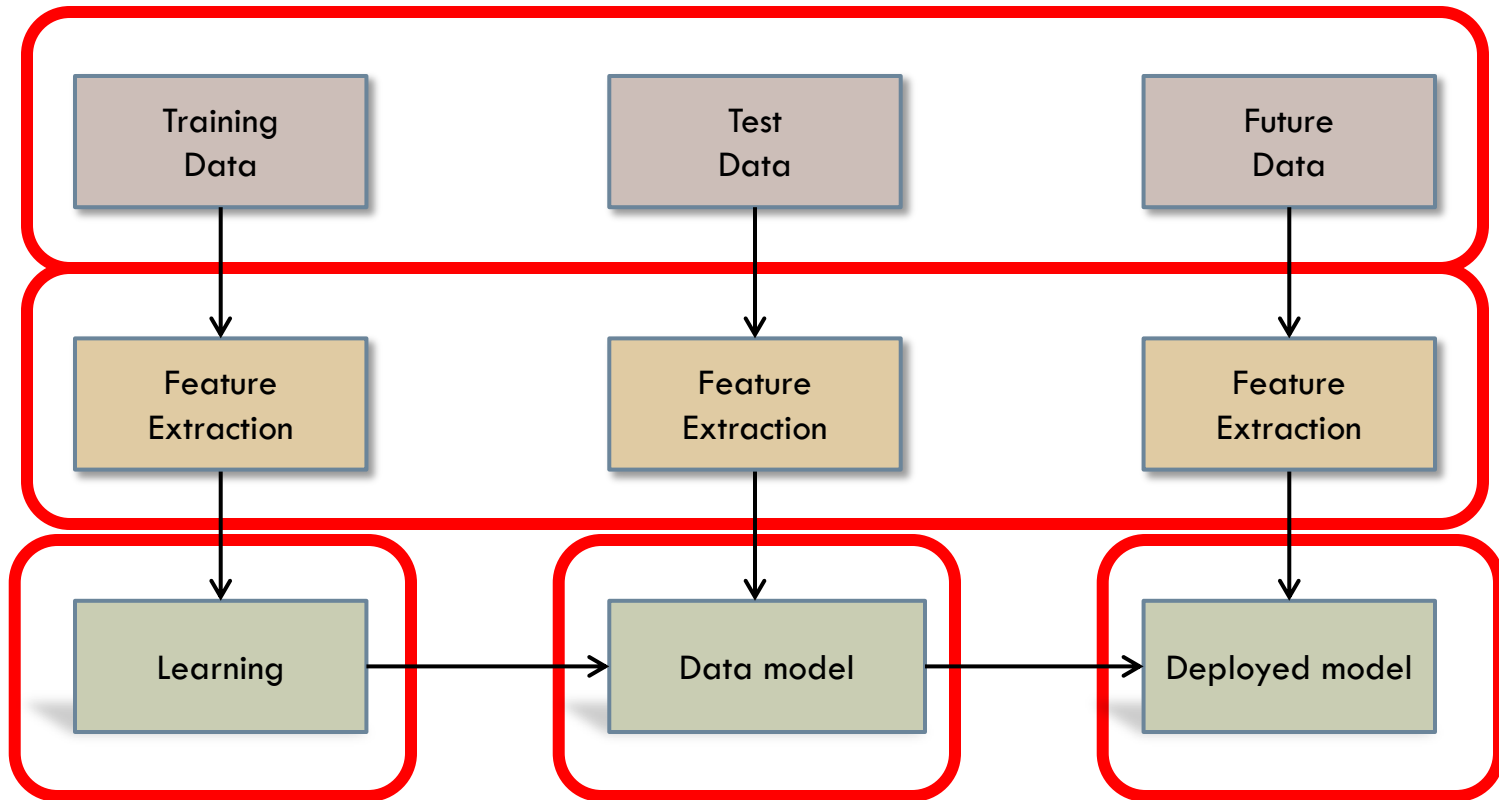 Training
Data
Test
Data
Future
Data
Feature
Extraction
Feature
Extraction
Feature
Extraction
Learning
Data model
Deployed model